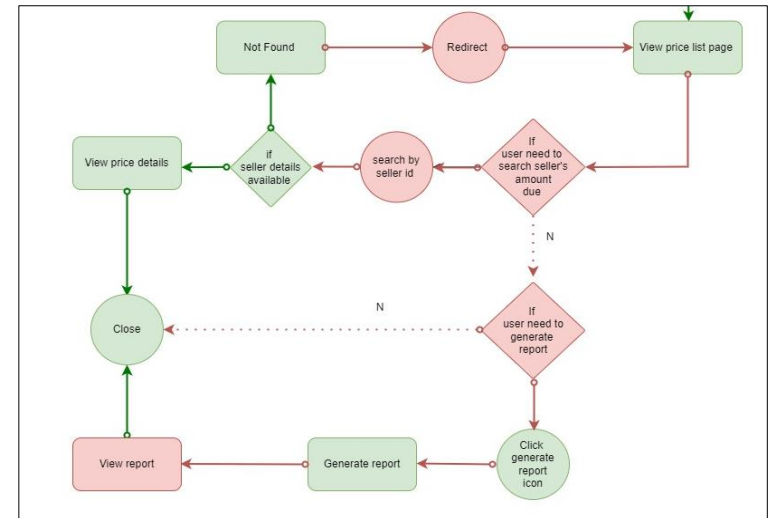 Not Found
Redirect
View price list page
View price details
if
seller details
available
search by
seller id
If
user need to
search seller's
amount
due
N
Close
N
If
user need to
generate
report
View report
Generate report
Click
generate
report
icon